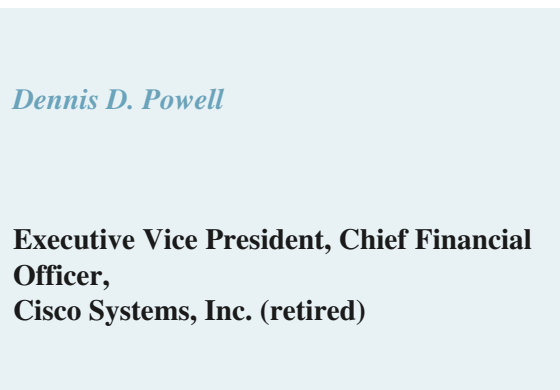 Dennis D. Powell
Executive Vice President, Chief Financial
Officer,
Cisco Systems, Inc. (retired)